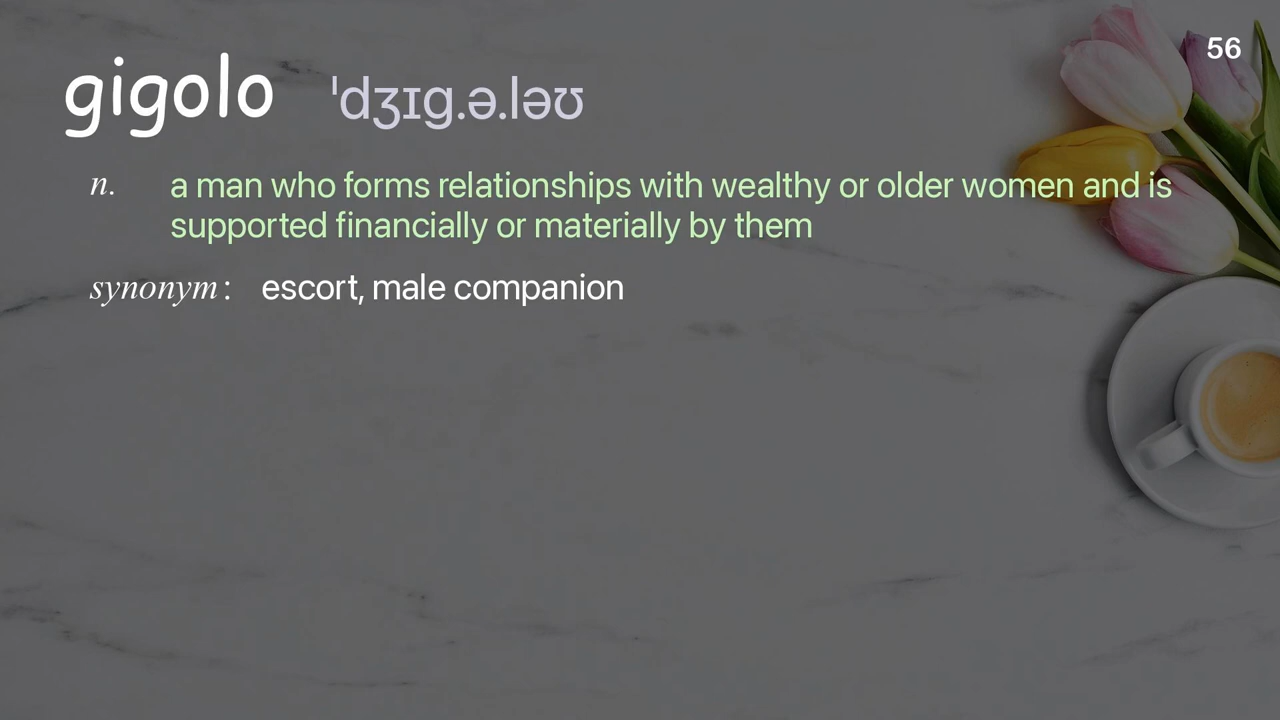 56
gigolo ˈdʒɪɡ.ə.ləʊ
n. a man who forms relationships with wealthy or older women and is
supported financially or materially by them
synonym: escort, male companion